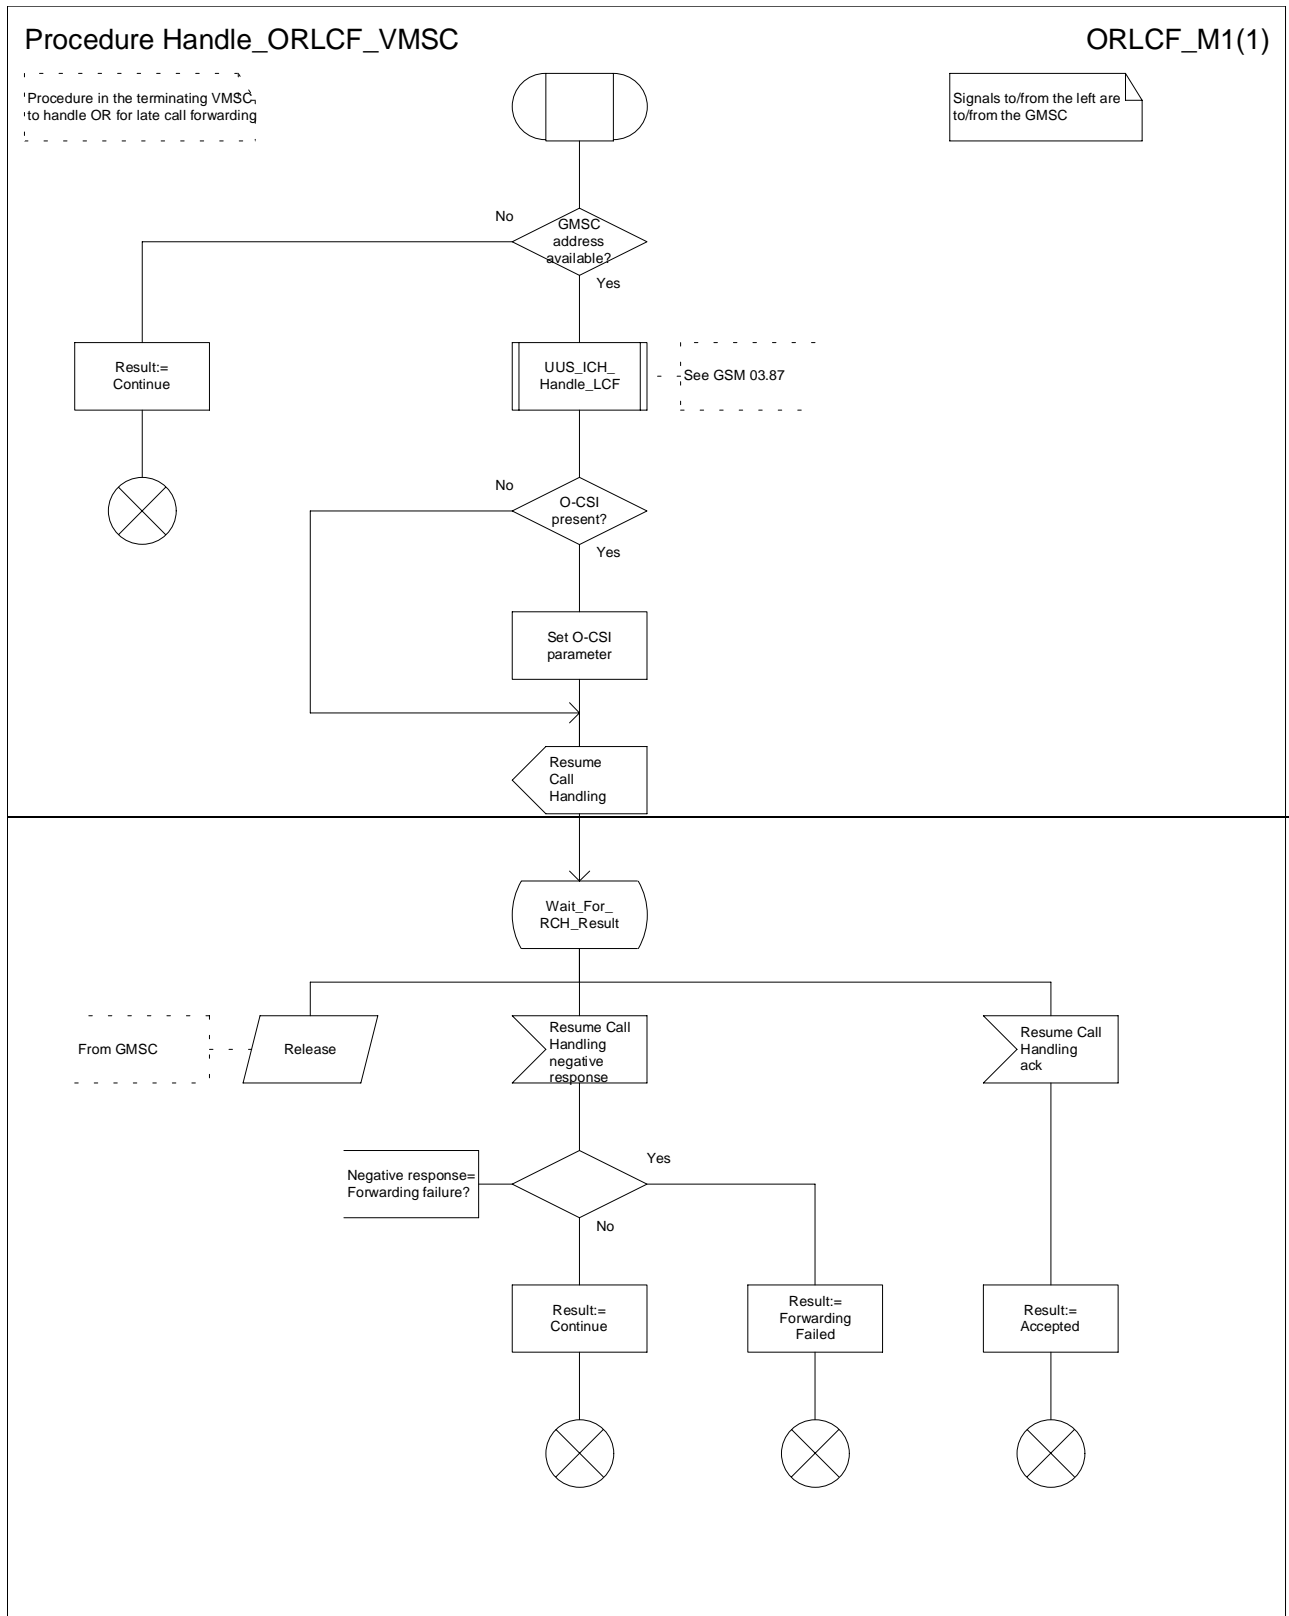 Procedure Handle_ORLCF_VMSC
ORLCF_M1(1)
Procedure in the terminating VMSC,
to handle OR for late call forwarding
Signals to/from the left are
to/from the GMSC
No
GMSC
address
available?
Yes
Result:=
Continue
UUS_ICH_
Handle_LCF
See GSM 03.87
No
O-CSI
present?
Yes
Set O-CSI
parameter
Resume
Call
Handling
Wait_For_
RCH_Result
From GMSC
Release
Resume Call
Handling
negative
response
Resume Call
Handling
ack
Negative response=
Forwarding failure?
Yes
No
Result:=
Continue
Result:=
Forwarding
Failed
Result:=
Accepted